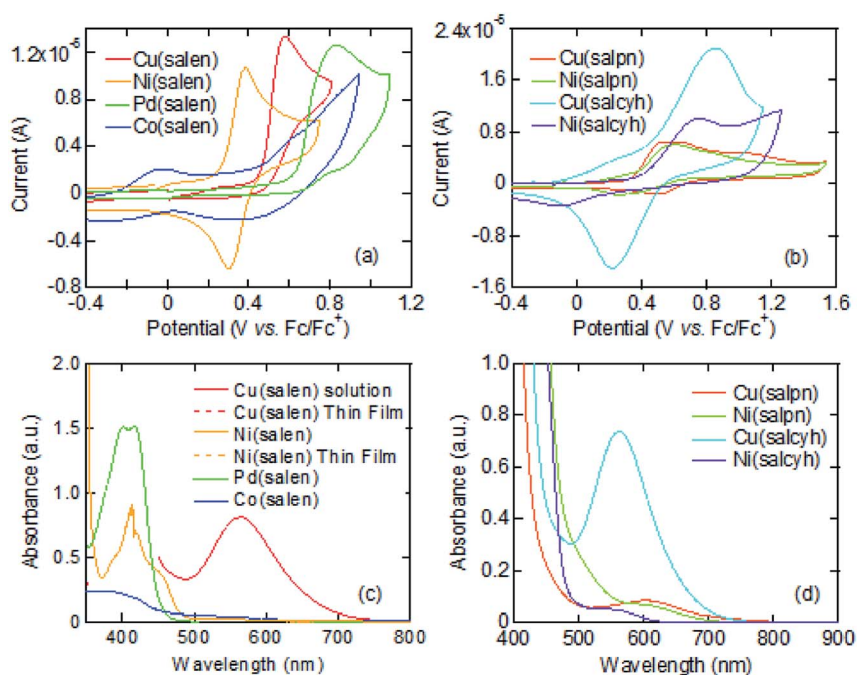 1.2x10⁻⁵
0.8
0.4
0
-0.4
-0.8
Current (A)
Cu(salen)
Ni(salen)
Pd(salen)
Co(salen)
(a)
-0.4 0 0.4 0.8 1.2
Potential (V vs. Fc/Fc⁺)
2.4x10⁻⁵
1.6
0.8
0
-0.8
-1.6
Current (A)
Cu(salpn)
Ni(salpn)
Cu(salcyh)
Ni(salcyh)
(b)
-0.4 0 0.4 0.8 1.2 1.6
Potential (V vs. Fc/Fc⁺)
2.0
1.5
1.0
0.5
0
Absorbance (a.u.)
Cu(salen) solution
Cu(salen) Thin Film
Ni(salen)
Ni(salen) Thin Film
Pd(salen)
Co(salen)
(c)
400 500 600 700 800
Wavelength (nm)
1.0
0.8
0.6
0.4
0.2
0
Absorbance (a.u.)
Cu(salpn)
Ni(salpn)
Cu(salcyh)
Ni(salcyh)
(d)
400 500 600 700 800 900
Wavelength (nm)